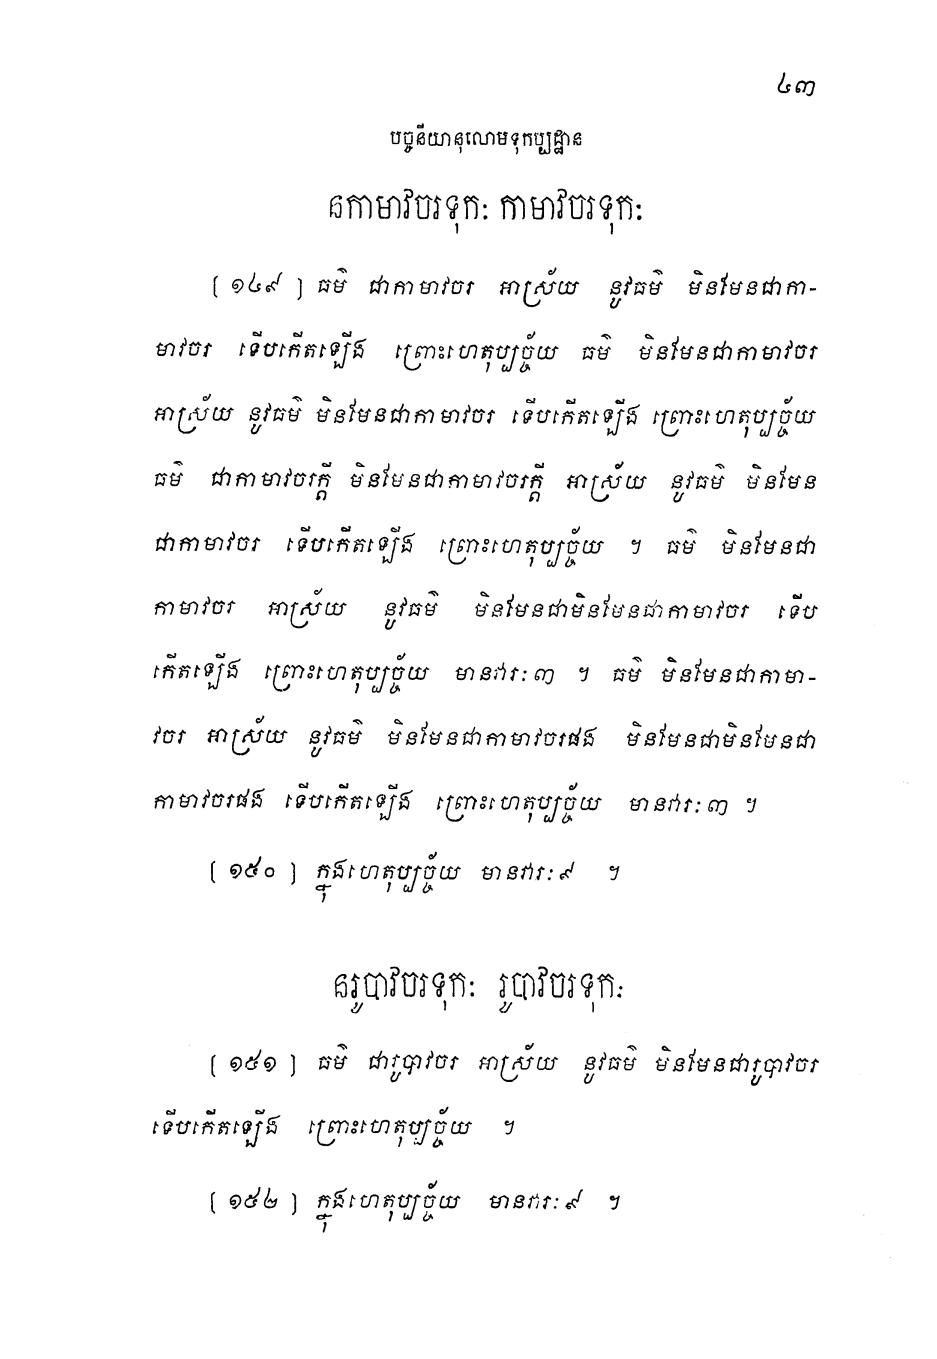 ៤៣
បច្ចនីយានុលោមទុកប្បដ្ឋាន
នកាមាវចរទុកៈ កាមាវចរទុកៈ
[ ១៤៩ ] ធម៌ ជាកាមាវចរ អាស្រ័យ នូវធម៌ មិនមែនជាកា-
មាវចរ ទើបកើតឡើង ព្រោះហេតុប្បច្ច័យ ធម៌ មិនមែនជាកាមាវចរ
អាស្រ័យ នូវធម៌ មិនមែនជាកាមាវចរ ទើបកើតឡើង ព្រោះហេតុប្បច្ច័យ
ធម៌ ជាកាមាវចរក្តី មិនមែនជាកាមាវចរក្តី អាស្រ័យ នូវធម៌ មិនមែន
ជាកាមាវចរ ទើបកើតឡើង ព្រោះហេតុប្បច្ច័យ ។ ធម៌ មិនមែនជា
កាមាវចរ អាស្រ័យ នូវធម៌ មិនមែនជាមិនមែនជាកាមាវចរ ទើប
កើតឡើង ព្រោះហេតុប្បច្ច័យ មានវារៈ៣ ។ ធម៌ មិនមែនជាកាមា-
វចរ អាស្រ័យ នូវធម៌ មិនមែនជាកាមាវចរផង មិនមែនជាមិនមែនជា
កាមាវចរផង ទើបកើតឡើង ព្រោះហេតុប្បច្ច័យ មានវារៈ៣ ។
[ ១៥០ ] ក្នុងហេតុប្បច្ច័យ មានវារៈ៩ ។
នរូបាវចរទុកៈ រូបាវចរទុកៈ
[ ១៥១ ] ធម៌ ជារូបាវចរ អាស្រ័យ នូវធម៌ មិនមែនជារូបាវចរ
ទើបកើតឡើង ព្រោះហេតុប្បច្ច័យ ។
[ ១៥២ ] ក្នុងហេតុប្បច្ច័យ មានវារៈ៩ ។